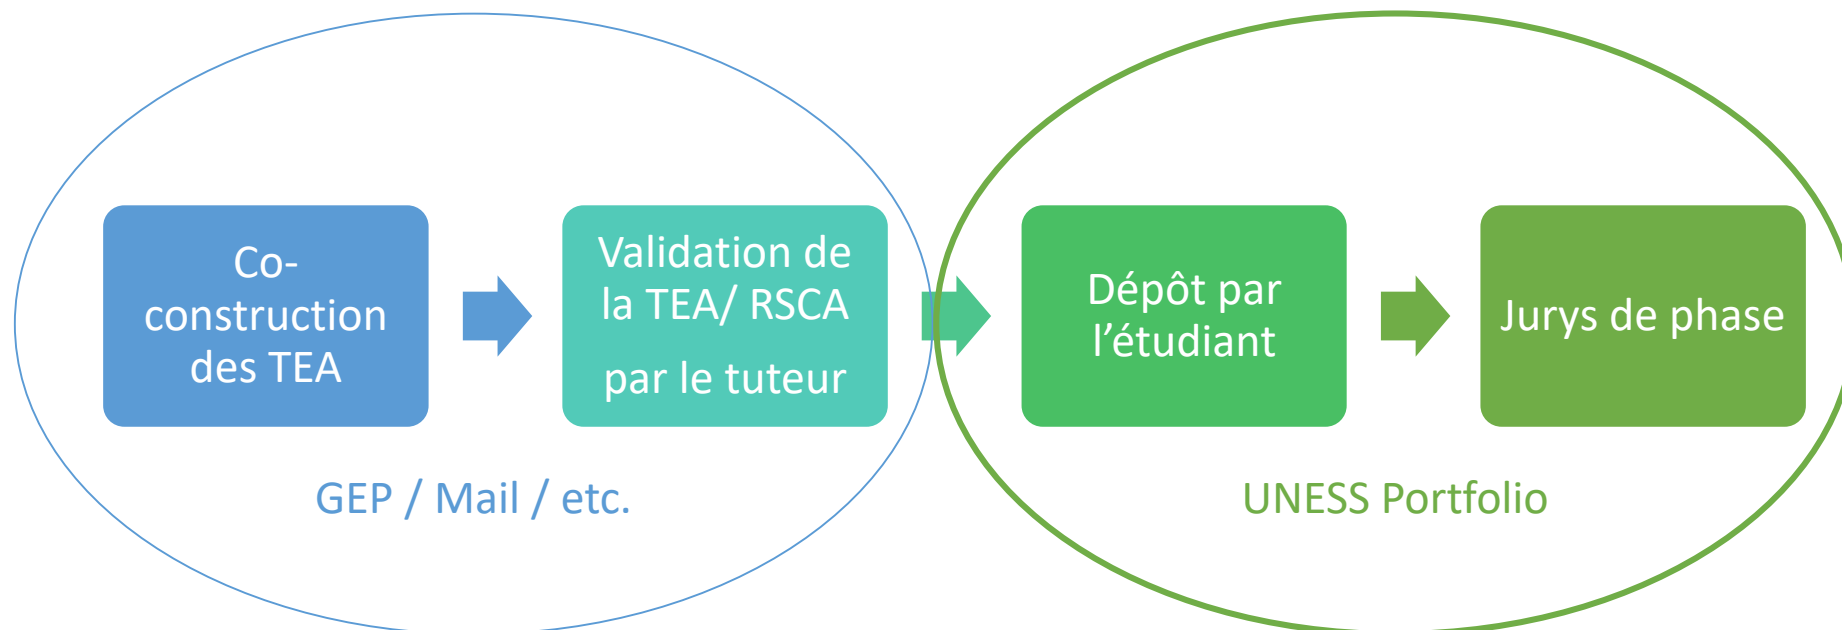 Co-
construction
des TEA
Validation de
la TEA/ RSCA
par le tuteur
Dépôt par
l’étudiant
Jurys de phase
GEP / Mail / etc.
UNESS Portfolio